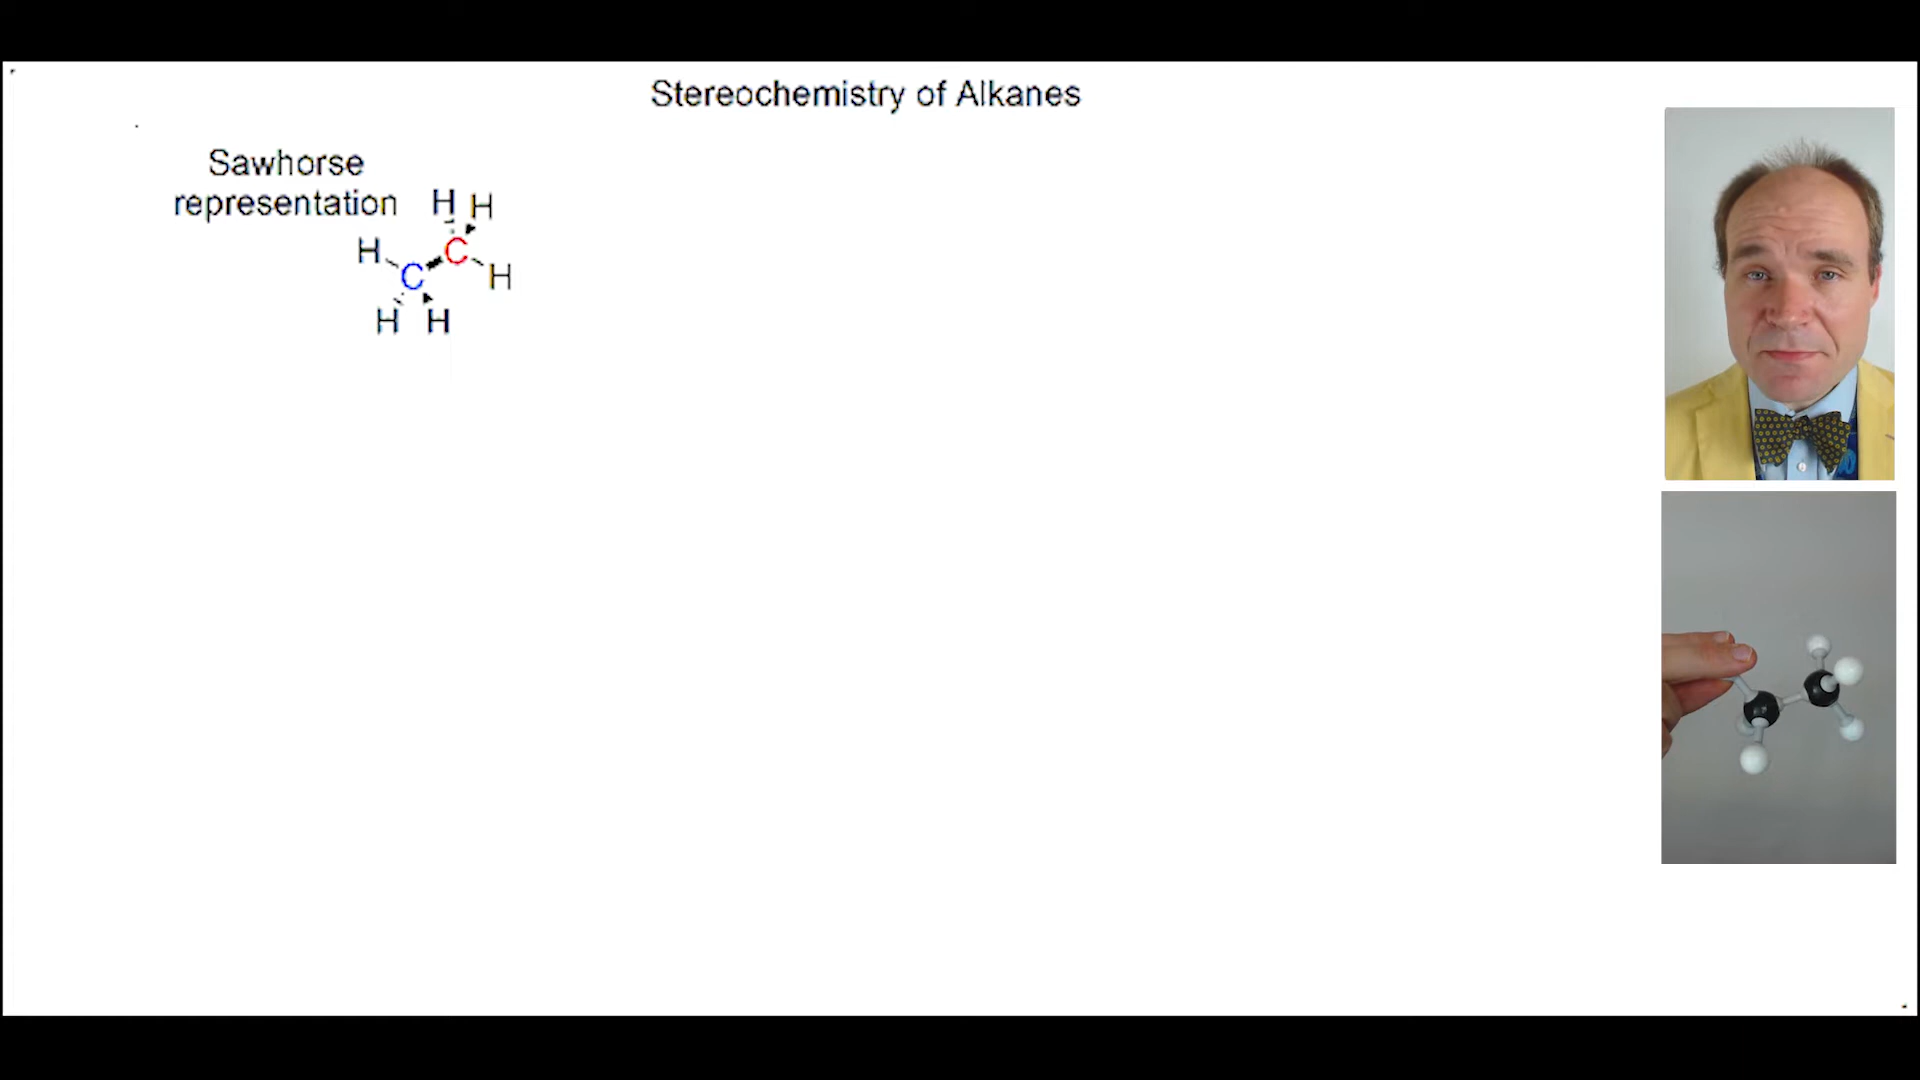 Stereochemistry of Alkanes
Sawhorse
representation
H H
H C
C H
H H